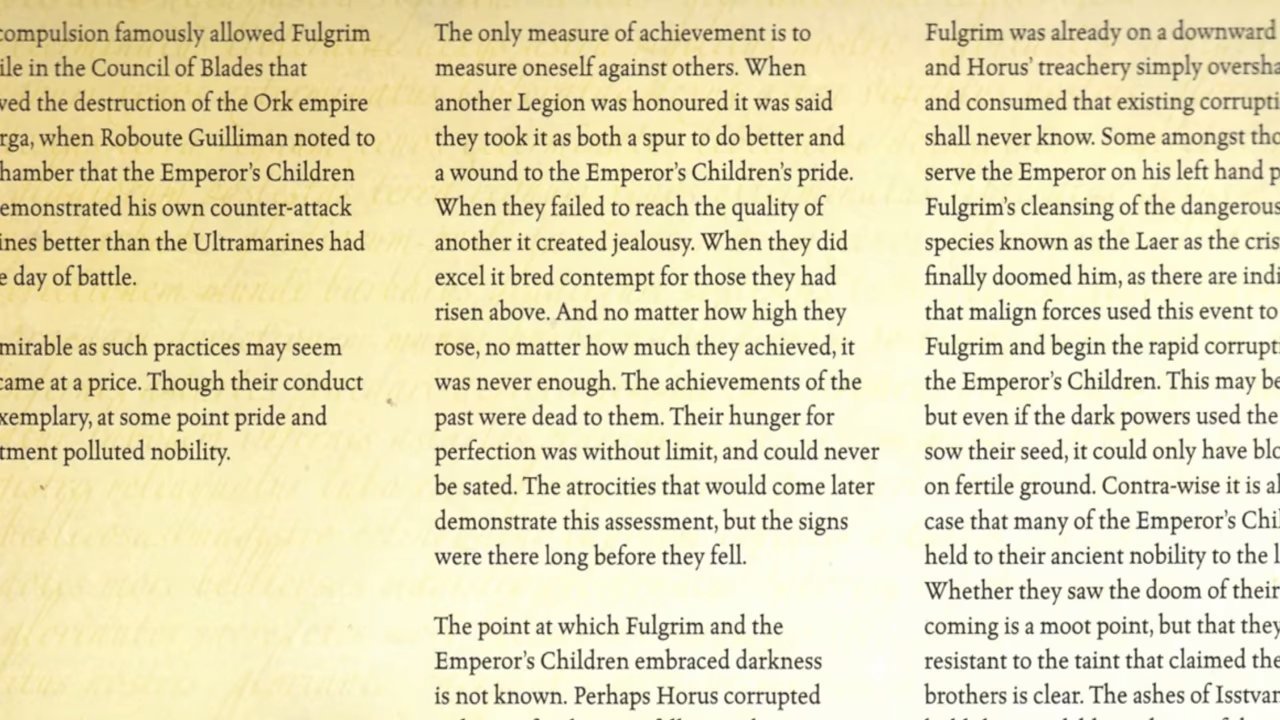 compulsion famously allowed Fulgrim
ile in the Council of Blades that
ved the destruction of the Ork empire
rga, when Roboute Guilliman noted to
hamber that the Emperor's Children
emonstrated his own counter-attack
ines better than the Ultramarines had
e day of battle.
mirable as such practices may seem
came at a price. Though their conduct
xemplary, at some point pride and
tment polluted nobility.
The only measure of achievement is to
measure oneself against others. When
another Legion was honoured it was said
they took it as both a spur to do better and
a wound to the Emperor's Children's pride.
When they failed to reach the quality of
another it created jealousy. When they did
excel it bred contempt for those they had
risen above. And no matter how high they
rose, no matter how much they achieved, it
was never enough. The achievements of the
past were dead to them. Their hunger for
perfection was without limit, and could never
be sated. The atrocities that would come later
demonstrate this assessment, but the signs
were there long before they fell.
The point at which Fulgrim and the
Emperor's Children embraced darkness
is not known. Perhaps Horus corrupted
Fulgrim was already on a downward
and Horus' treachery simply oversha
and consumed that existing corrupti
shall never know. Some amongst tho
serve the Emperor on his left hand p
Fulgrim's cleansing of the dangerous
species known as the Laer as the cris
finally doomed him, as there are indi
that malign forces used this event to
Fulgrim and begin the rapid corrupti
the Emperor's Children. This may be
but even if the dark powers used the
sow their seed, it could only have blo
on fertile ground. Contra-wise it is al
case that many of the Emperor's Chil
held to their ancient nobility to the l
Whether they saw the doom of their
coming is a moot point, but that they
resistant to the taint that claimed the
brothers is clear. The ashes of Isstvan